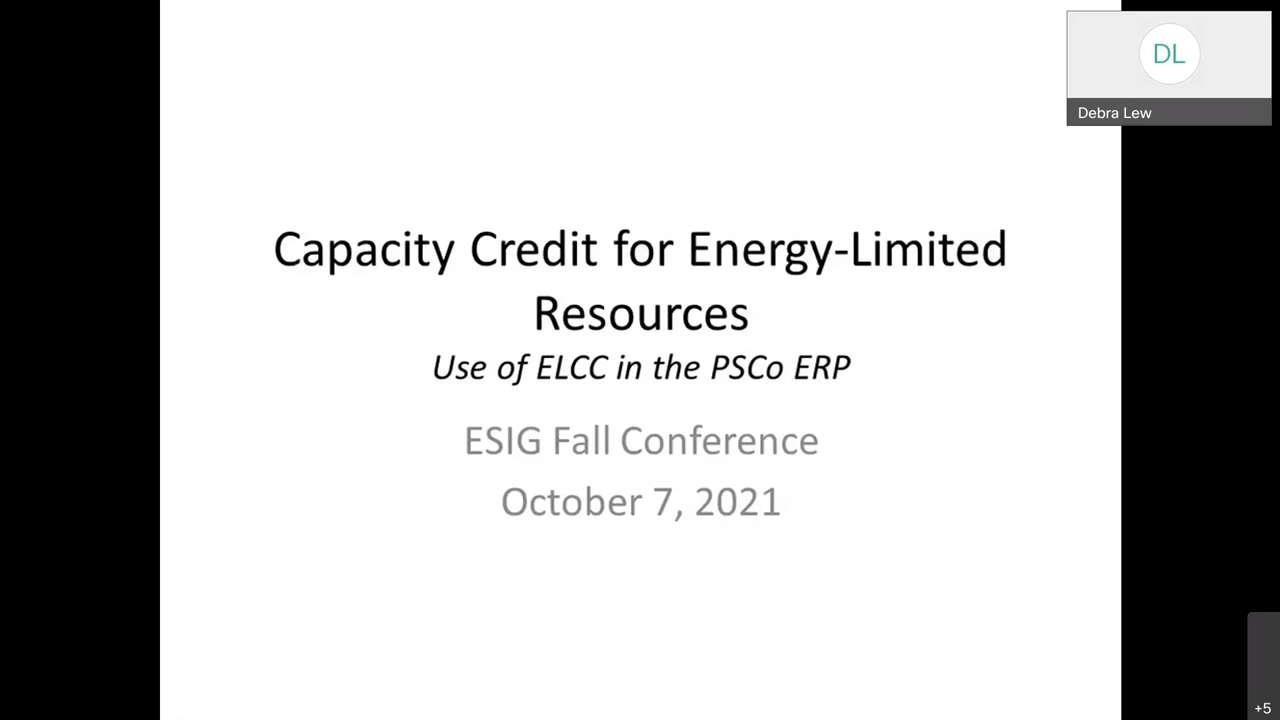 DL
Debra Lew
Capacity Credit for Energy-Limited
Resources
Use of ELCC in the PSCo ERP
ESIG Fall Conference
October 7, 2021
+5